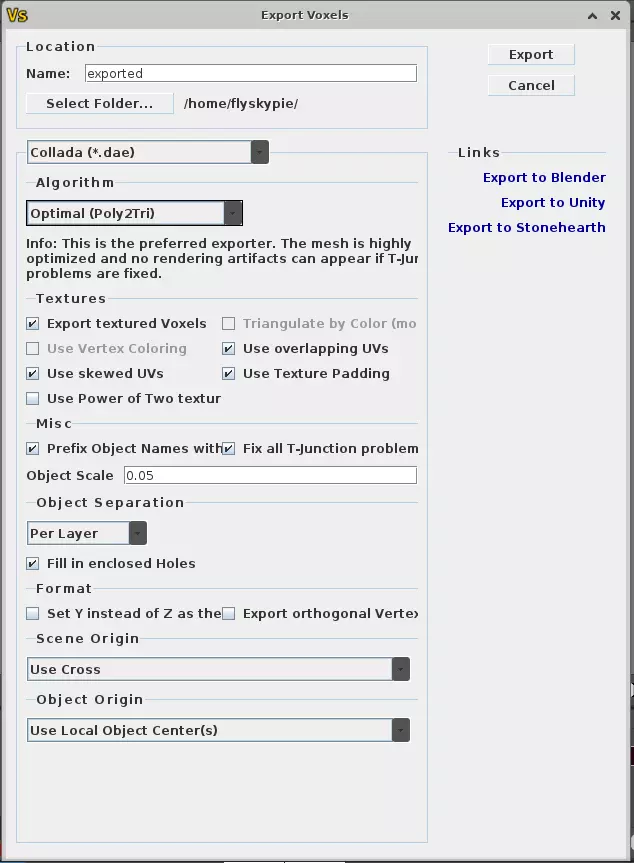 Vs
Export Voxels
Location
Name: exported
Select Folder... /home/flyskypie/
Export
Cancel
Collada (*.dae)
Links
Export to Blender
Export to Unity
Export to Stonehearth
Algorithm
Optimal (Poly2Tri)
Info: This is the preferred exporter. The mesh is highly
optimized and no rendering artifacts can appear if T-Jur
problems are fixed.
Textures
Export textured Voxels Triangulate by Color (mo
Use Vertex Coloring Use overlapping UVs
Use skewed UVs Use Texture Padding
Use Power of Two textur
Misc
Prefix Object Names with Fix all T-Junction problem
Object Scale 0.05
Object Separation
Per Layer
Fill in enclosed Holes
Format
Set Y instead of Z as the Export orthogonal Vertex
Scene Origin
Use Cross
Object Origin
Use Local Object Center(s)